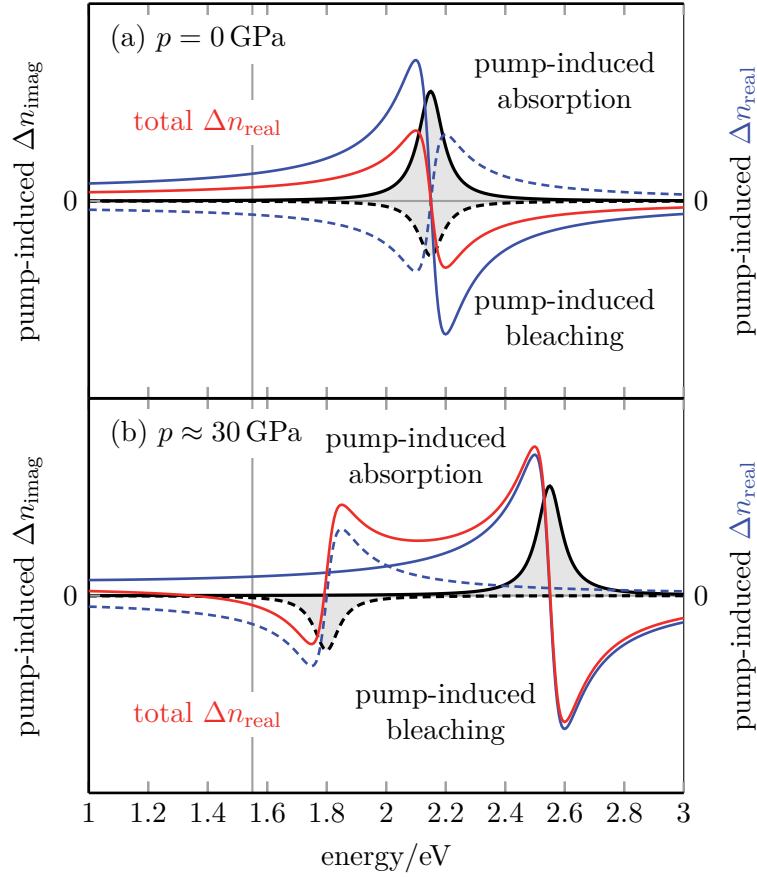 (a) p = 0 GPa
pump-induced
absorption
total Δn_real
pump-induced Δn_imag
0
0
pump-induced Δn_real
pump-induced
bleaching
(b) p ≈ 30 GPa
pump-induced
absorption
pump-induced Δn_imag
0
0
pump-induced Δn_real
pump-induced
bleaching
total Δn_real
1 1.2 1.4 1.6 1.8 2 2.2 2.4 2.6 2.8 3
energy/eV